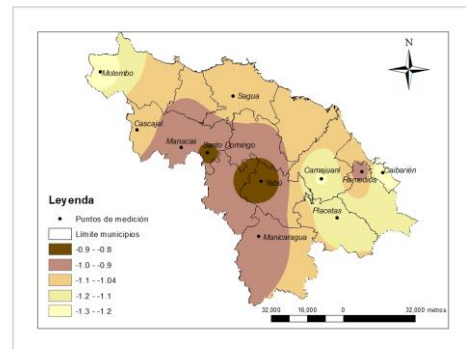 N
Motembo
Sagua
Cascajal
Manacas
Santo Domingo
Yabú
Camajuaní
Remedios
Caibarién
Placetas
Manicaragua
Leyenda
Puntos de medición
Límite municipios
-0.9 - -0.8
-1.0 - -0.9
-1.1 - -1.04
-1.2 - -1.1
-1.3 - -1.2
32,000 16,000 0 32,000 metros